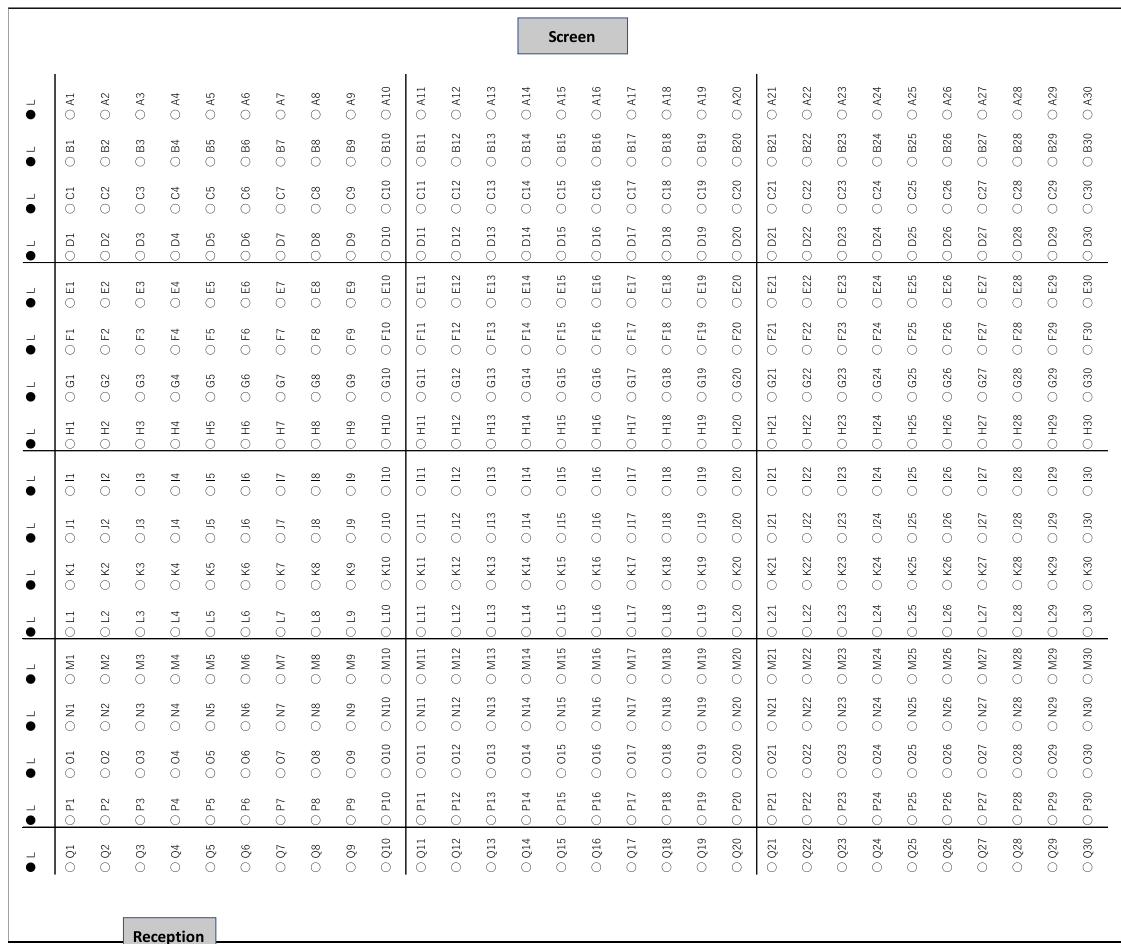 Screen
L A1 A2 A3 A4 A5 A6 A7 A8 A9 A10 A11 A12 A13 A14 A15 A16 A17 A18 A19 A20 A21 A22 A23 A24 A25 A26 A27 A28 A29 A30
L B1 B2 B3 B4 B5 B6 B7 B8 B9 B10 B11 B12 B13 B14 B15 B16 B17 B18 B19 B20 B21 B22 B23 B24 B25 B26 B27 B28 B29 B30
L C1 C2 C3 C4 C5 C6 C7 C8 C9 C10 C11 C12 C13 C14 C15 C16 C17 C18 C19 C20 C21 C22 C23 C24 C25 C26 C27 C28 C29 C30
L D1 D2 D3 D4 D5 D6 D7 D8 D9 D10 D11 D12 D13 D14 D15 D16 D17 D18 D19 D20 D21 D22 D23 D24 D25 D26 D27 D28 D29 D30
L E1 E2 E3 E4 E5 E6 E7 E8 E9 E10 E11 E12 E13 E14 E15 E16 E17 E18 E19 E20 E21 E22 E23 E24 E25 E26 E27 E28 E29 E30
L F1 F2 F3 F4 F5 F6 F7 F8 F9 F10 F11 F12 F13 F14 F15 F16 F17 F18 F19 F20 F21 F22 F23 F24 F25 F26 F27 F28 F29 F30
L G1 G2 G3 G4 G5 G6 G7 G8 G9 G10 G11 G12 G13 G14 G15 G16 G17 G18 G19 G20 G21 G22 G23 G24 G25 G26 G27 G28 G29 G30
L H1 H2 H3 H4 H5 H6 H7 H8 H9 H10 H11 H12 H13 H14 H15 H16 H17 H18 H19 H20 H21 H22 H23 H24 H25 H26 H27 H28 H29 H30
L I1 I2 I3 I4 I5 I6 I7 I8 I9 I10 I11 I12 I13 I14 I15 I16 I17 I18 I19 I20 I21 I22 I23 I24 I25 I26 I27 I28 I29 I30
L J1 J2 J3 J4 J5 J6 J7 J8 J9 J10 J11 J12 J13 J14 J15 J16 J17 J18 J19 J20 J21 J22 J23 J24 J25 J26 J27 J28 J29 J30
L K1 K2 K3 K4 K5 K6 K7 K8 K9 K10 K11 K12 K13 K14 K15 K16 K17 K18 K19 K20 K21 K22 K23 K24 K25 K26 K27 K28 K29 K30
L L1 L2 L3 L4 L5 L6 L7 L8 L9 L10 L11 L12 L13 L14 L15 L16 L17 L18 L19 L20 L21 L22 L23 L24 L25 L26 L27 L28 L29 L30
L M1 M2 M3 M4 M5 M6 M7 M8 M9 M10 M11 M12 M13 M14 M15 M16 M17 M18 M19 M20 M21 M22 M23 M24 M25 M26 M27 M28 M29 M30
L N1 N2 N3 N4 N5 N6 N7 N8 N9 N10 N11 N12 N13 N14 N15 N16 N17 N18 N19 N20 N21 N22 N23 N24 N25 N26 N27 N28 N29 N30
L O1 O2 O3 O4 O5 O6 O7 O8 O9 O10 O11 O12 O13 O14 O15 O16 O17 O18 O19 O20 O21 O22 O23 O24 O25 O26 O27 O28 O29 O30
L P1 P2 P3 P4 P5 P6 P7 P8 P9 P10 P11 P12 P13 P14 P15 P16 P17 P18 P19 P20 P21 P22 P23 P24 P25 P26 P27 P28 P29 P30
L Q1 Q2 Q3 Q4 Q5 Q6 Q7 Q8 Q9 Q10 Q11 Q12 Q13 Q14 Q15 Q16 Q17 Q18 Q19 Q20 Q21 Q22 Q23 Q24 Q25 Q26 Q27 Q28 Q29 Q30
Reception